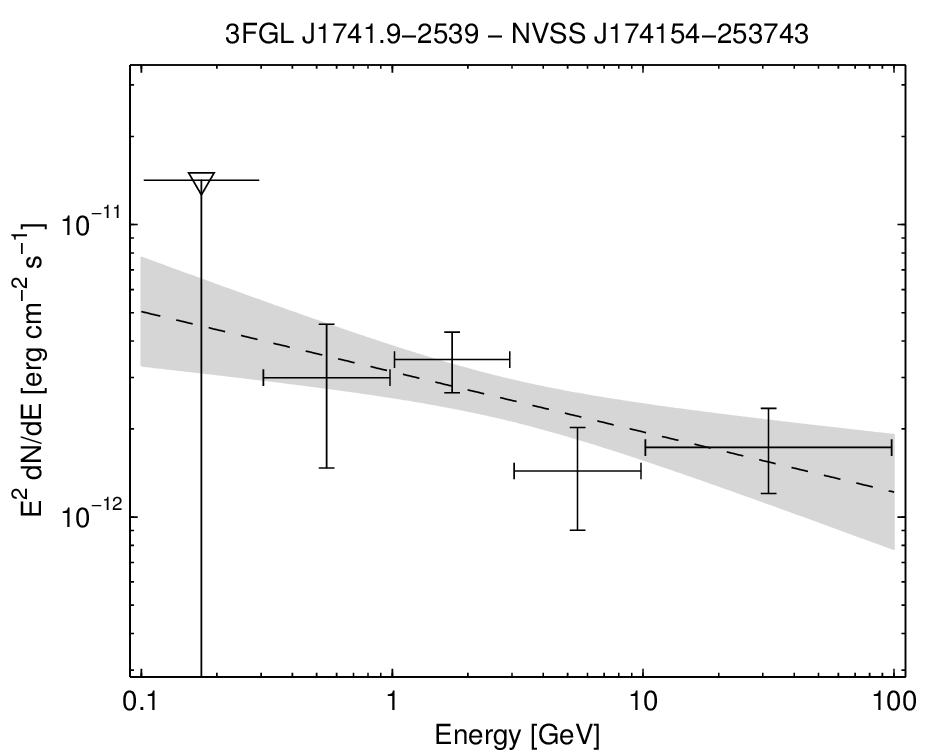 3FGL J1741.9−2539 − NVSS J174154−253743
E² dN/dE [erg cm⁻² s⁻¹]
10⁻¹¹
10⁻¹²
0.1 1 10 100
Energy [GeV]